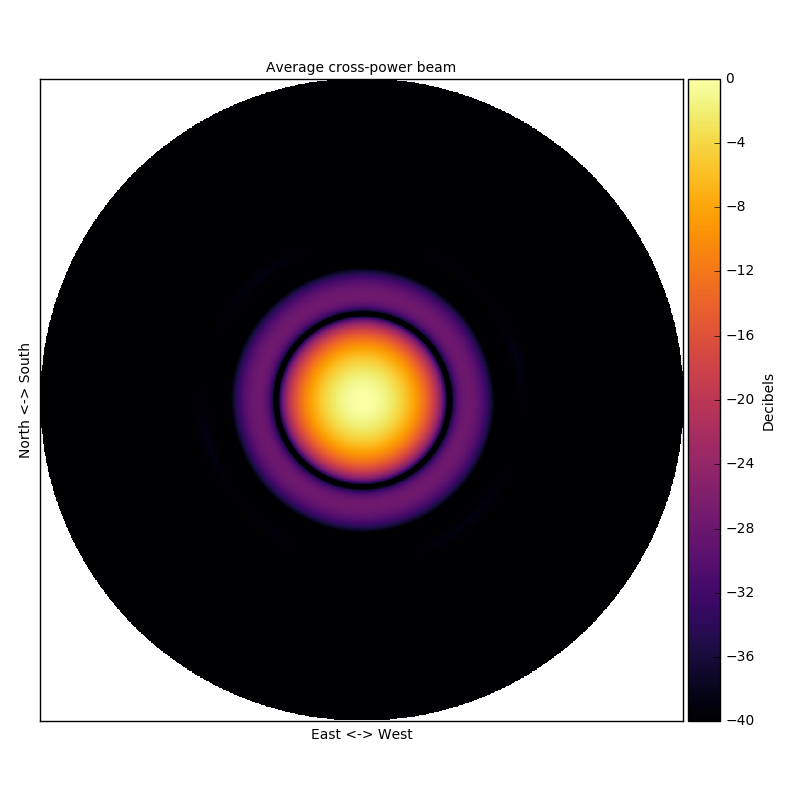 Average cross-power beam
North <-> South
East <-> West
0
−4
−8
−12
−16
−20
−24
−28
−32
−36
−40
Decibels